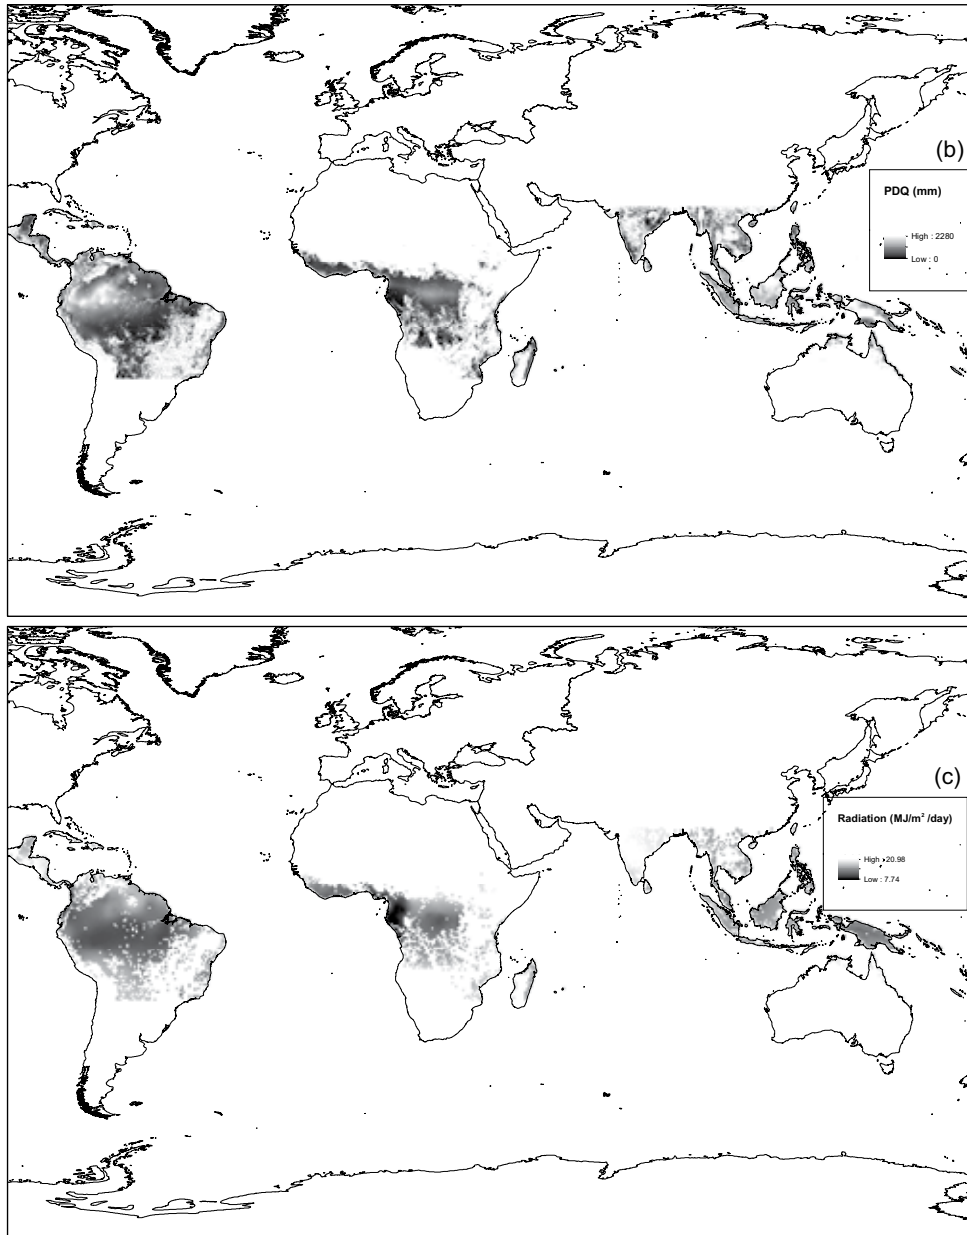 (b)
PDQ (mm)
High : 2280
Low : 0
(c)
Radiation (MJ/m² /day)
High : 20.98
Low : 7.74